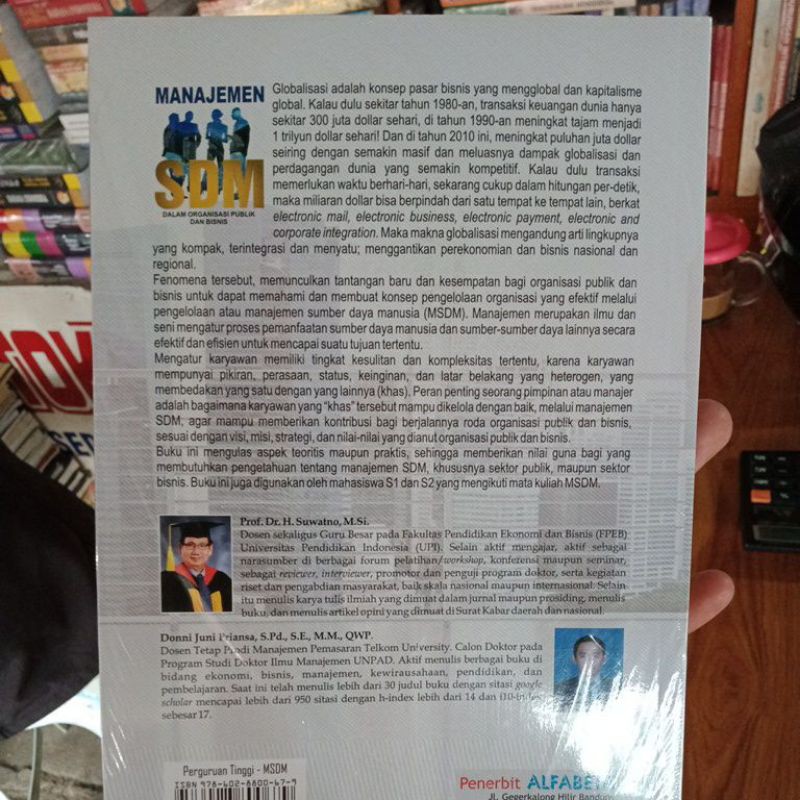 MANAJEMEN
SDM
DALAM ORGANISASI PUBLIK
DAN BISNIS
Globalisasi adalah konsep pasar bisnis yang mengglobal dan kapitalisme
global. Kalau dulu sekitar tahun 1980-an, transaksi keuangan dunia hanya
sekitar 300 juta dollar sehari, di tahun 1990-an meningkat tajam menjadi
1 trilyun dollar sehari! Dan di tahun 2010 ini, meningkat puluhan juta dollar
seiring dengan semakin masif dan meluasnya dampak globalisasi dan
perdagangan dunia yang semakin kompetitif. Kalau dulu transaksi
memerlukan waktu berhari-hari, sekarang cukup dalam hitungan per-detik,
maka miliaran dollar bisa berpindah dari satu tempat ke tempat lain, berkat
electronic mail, electronic business, electronic payment, electronic and
corporate integration. Maka makna globalisasi mengandung arti lingkupnya
yang kompak, terintegrasi dan menyatu; menggantikan perekonomian dan bisnis nasional dan
regional.
Fenomena tersebut, memunculkan tantangan baru dan kesempatan bagi organisasi publik dan
bisnis untuk dapat memahami dan membuat konsep pengelolaan organisasi yang efektif melalui
pengelolaan atau manajemen sumber daya manusia (MSDM). Manajemen merupakan ilmu dan
seni mengatur proses pemanfaatan sumber daya manusia dan sumber-sumber daya lainnya secara
efektif dan efisien untuk mencapai suatu tujuan tertentu.
Mengatur karyawan memiliki tingkat kesulitan dan kompleksitas tertentu, karena karyawan
mempunyai pikiran, perasaan, status, keinginan, dan latar belakang yang heterogen, yang
membedakan yang satu dengan yang lainnya (khas). Peran penting seorang pimpinan atau manajer
adalah bagaimana karyawan yang "khas" tersebut mampu dikelola dengan baik, melalui manajemen
SDM, agar mampu memberikan kontribusi bagi berjalannya roda organisasi publik dan bisnis,
sesuai dengan visi, misi, strategi, dan nilai-nilai yang dianut organisasi publik dan bisnis.
Buku ini mengulas aspek teoritis maupun praktis, sehingga memberikan nilai guna bagi yang
membutuhkan pengetahuan tentang manajemen SDM, khususnya sektor publik, maupun sektor
bisnis. Buku ini juga digunakan oleh mahasiswa S1 dan S2 yang mengikuti mata kuliah MSDM.
Prof. Dr. H. Suwatno, M.Si.
Dosen sekaligus Guru Besar pada Fakultas Pendidikan Ekonomi dan Bisnis (FPEB)
Universitas Pendidikan Indonesia (UPI). Selain aktif mengajar, aktif sebagai
narasumber di berbagai forum pelatihan/workshop, konferensi maupun seminar,
sebagai reviewer, interviewer, promotor dan penguji program doktor, serta kegiatan
riset dan pengabdian masyarakat, baik skala nasional maupun internasional. Selain
itu menulis karya tulis ilmiah yang dimuat dalam jurnal maupun prosiding, menulis
buku, dan menulis artikel opini yang dimuat di Surat Kabar daerah dan nasional.
Donni Juni Priansa, S.Pd., S.E., M.M., QWP.
Dosen Tetap Prodi Manajemen Pemasaran Telkom University. Calon Doktor pada
Program Studi Doktor Ilmu Manajemen UNPAD. Aktif menulis berbagai buku di
bidang ekonomi, bisnis, manajemen, kewirausahaan, pendidikan, dan
pembelajaran. Saat ini telah menulis lebih dari 30 judul buku dengan sitasi google
scholar mencapai lebih dari 950 sitasi dengan h-index lebih dari 14 dan i10-index
sebesar 17.
Perguruan Tinggi - MSDM
ISBN 978-602-8800-67-9
Penerbit ALFABETA
Jl. Gegerkalong Hilir Bandung